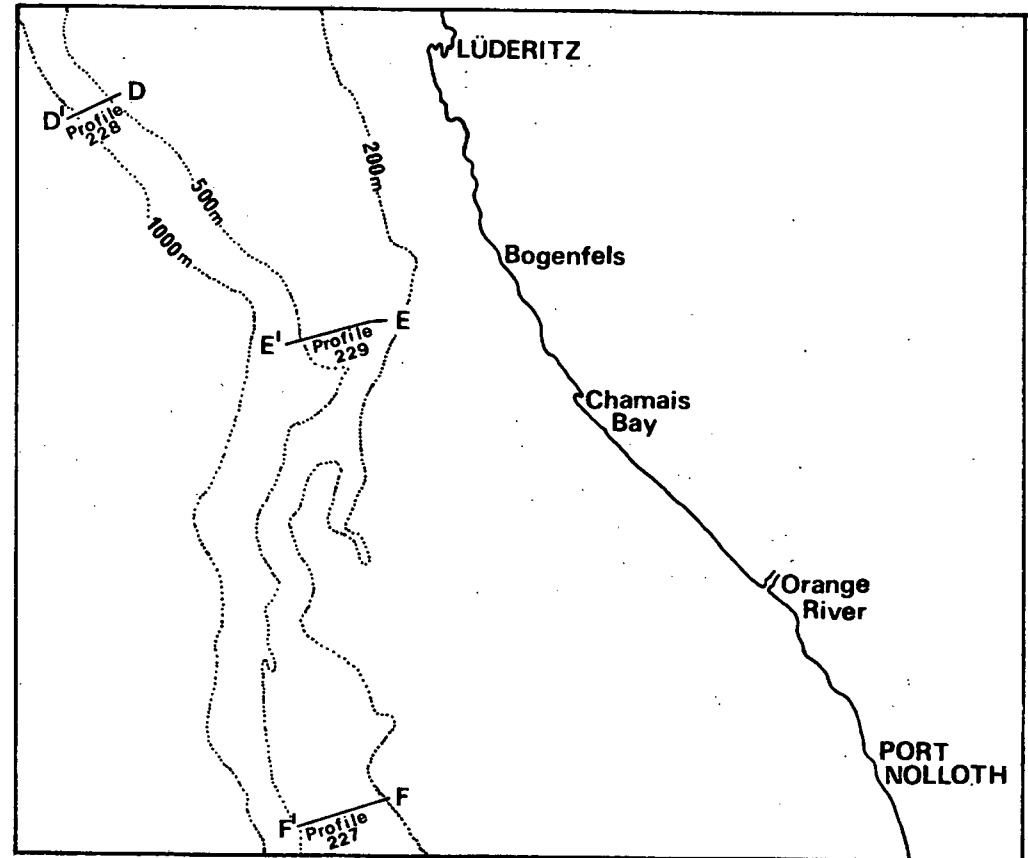 LÜDERITZ
D
D'
Profile
228
200m
500m
1000m
Bogenfels
E
E'
Profile
229
Chamais
Bay
Orange
River
PORT
NOLLOTH
F
F'
Profile
227